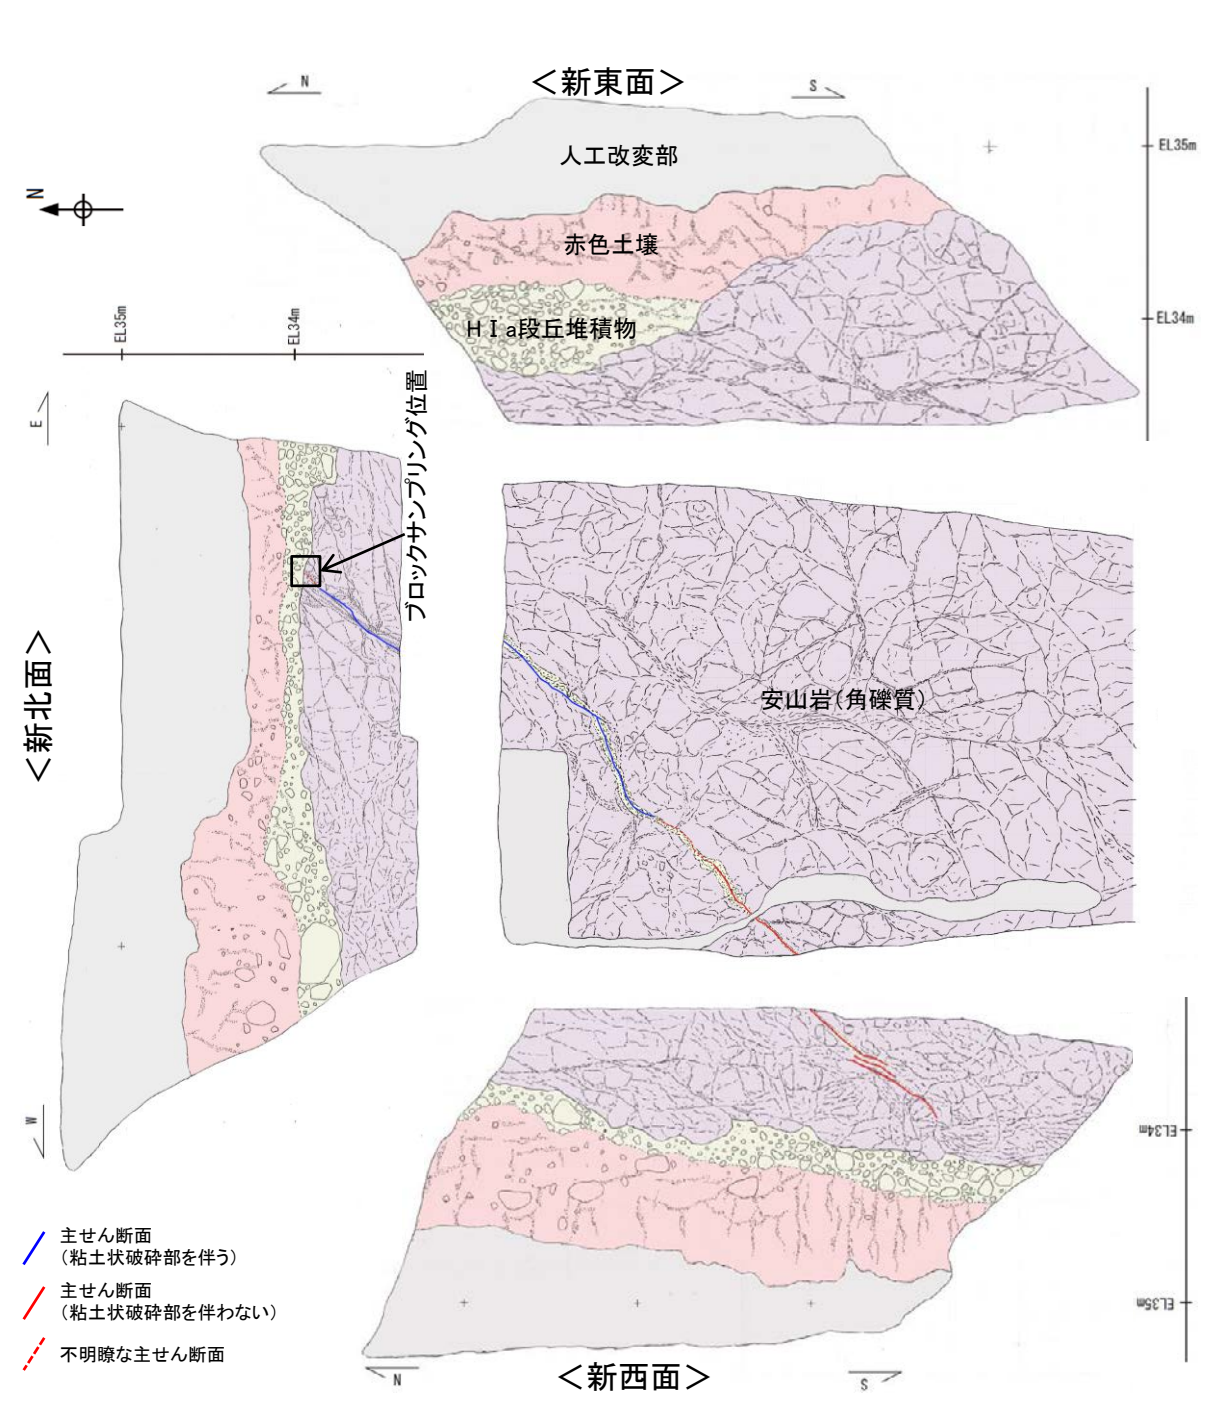 ＜新東面＞
N
S
人工改変部
EL35m
N
赤色土壌
EL35m
EL34m
EL34m
HⅠa段丘堆積物
E
ブロックサンプリング位置
＜新北面＞
安山岩（角礫質）
W
EL34m
EL35m
主せん断面
（粘土状破砕部を伴う）
主せん断面
（粘土状破砕部を伴わない）
不明瞭な主せん断面
N
＜新西面＞
S